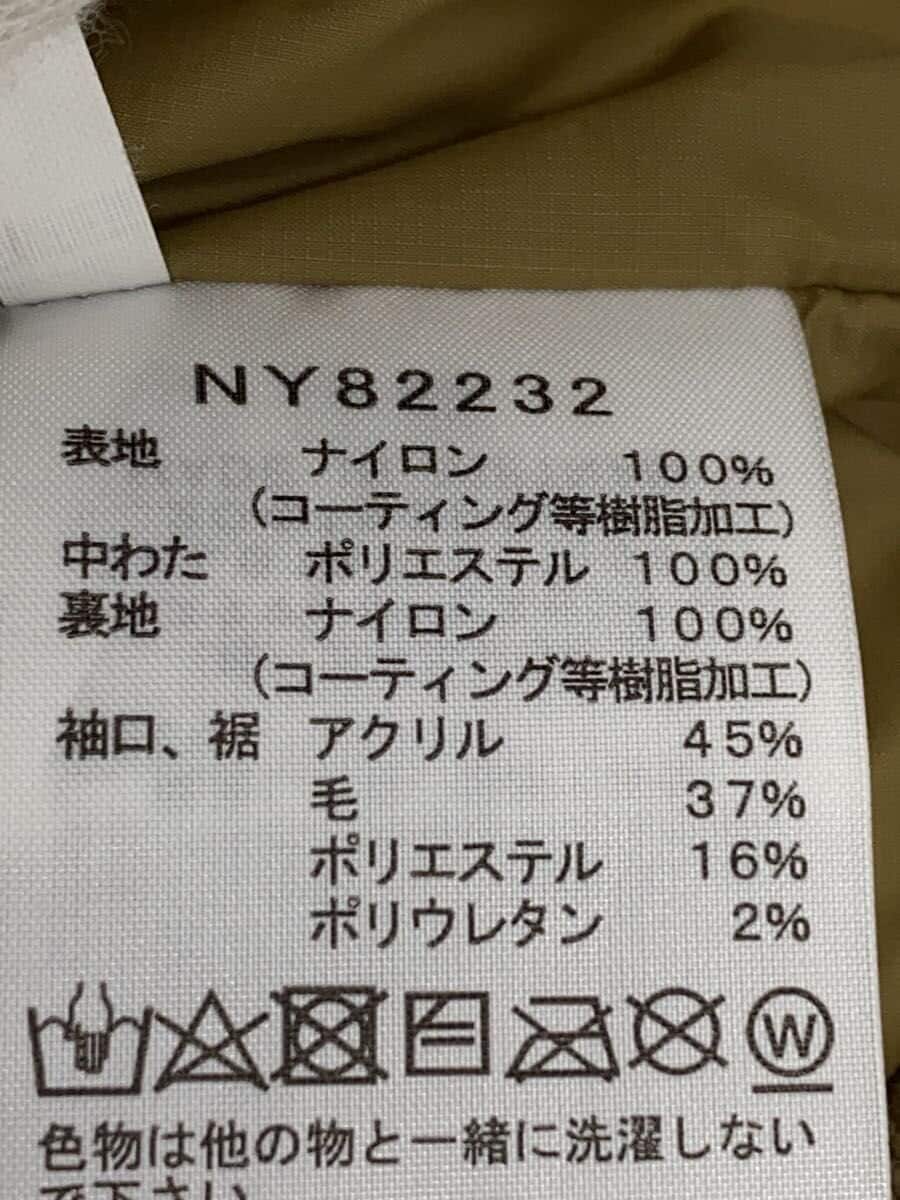 NY82232
表地 ナイロン 100%
(コーティング等樹脂加工)
中わた ポリエステル 100%
裏地 ナイロン 100%
(コーティング等樹脂加工)
袖口、裾 アクリル 45%
毛 37%
ポリエステル 16%
ポリウレタン 2%
W
色物は他の物と一緒に洗濯しない
で下さい